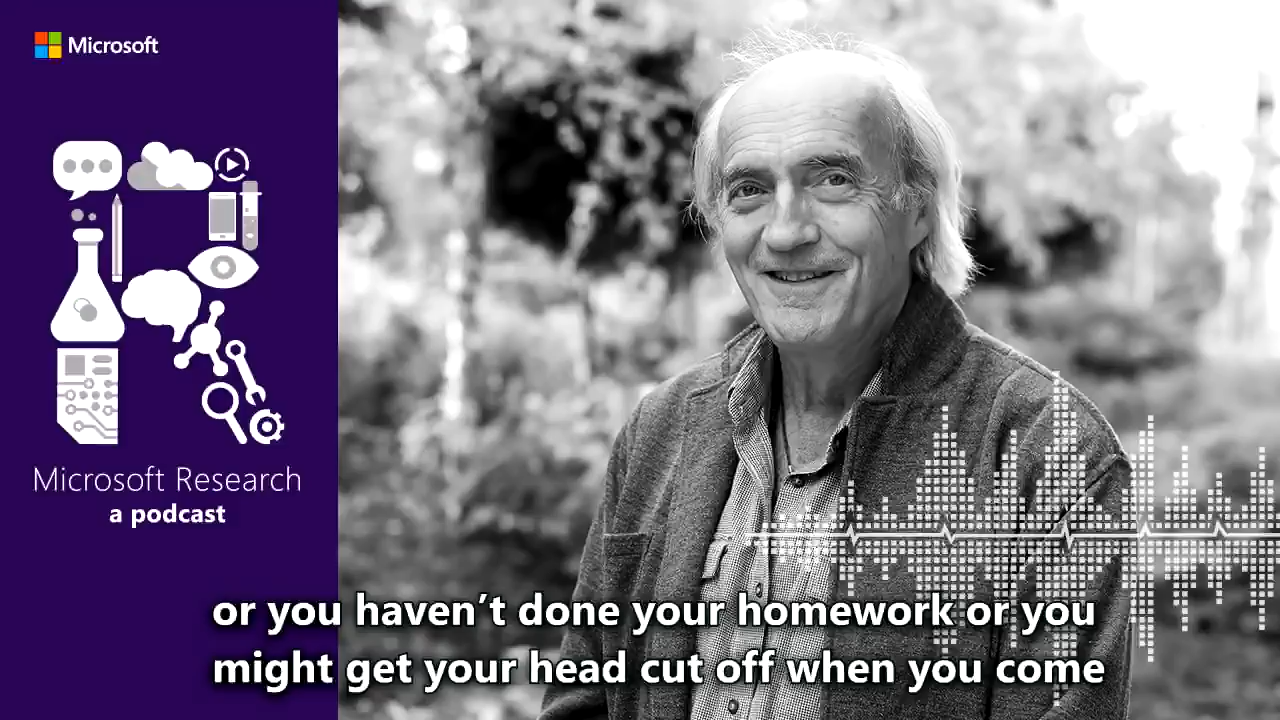 Microsoft
Microsoft Research
a podcast
or you haven’t done your homework or you
might get your head cut off when you come